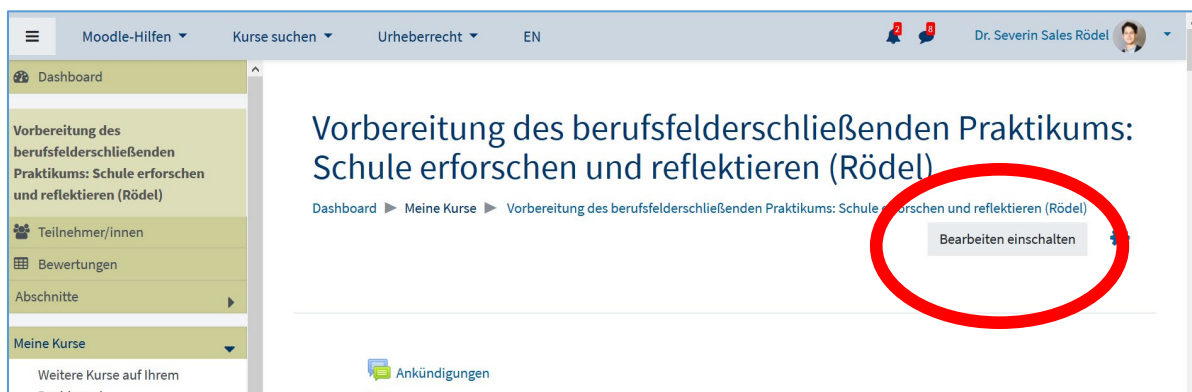 Moodle-Hilfen Kurse suchen Urheberrecht EN 2 8 Dr. Severin Sales Rödel
Dashboard
Vorbereitung des
berufsfelderschließenden
Praktikums: Schule erforschen
und reflektieren (Rödel)
Teilnehmer/innen
Bewertungen
Abschnitte
Meine Kurse
Weitere Kurse auf Ihrem
Vorbereitung des berufsfelderschließenden Praktikums:
Schule erforschen und reflektieren (Rödel)
Dashboard ▶ Meine Kurse ▶ Vorbereitung des berufsfelderschließenden Praktikums: Schule erforschen und reflektieren (Rödel)
Bearbeiten einschalten
Ankündigungen